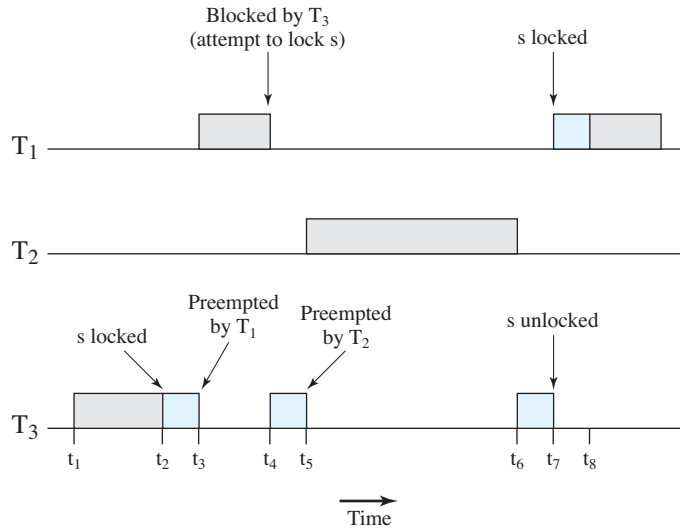 Blocked by T3
(attempt to lock s)
s locked
T1
T2
s locked
Preempted
by T1
Preempted
by T2
s unlocked
T3
t1 t2 t3 t4 t5 t6 t7 t8
Time